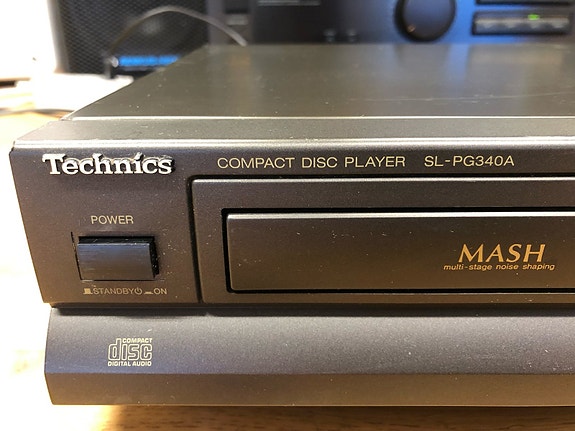 Technics
COMPACT DISC PLAYER SL-PG340A
POWER
MASH
multi-stage noise shaping
STANDBY ON
COMPACT
disc
DIGITAL AUDIO